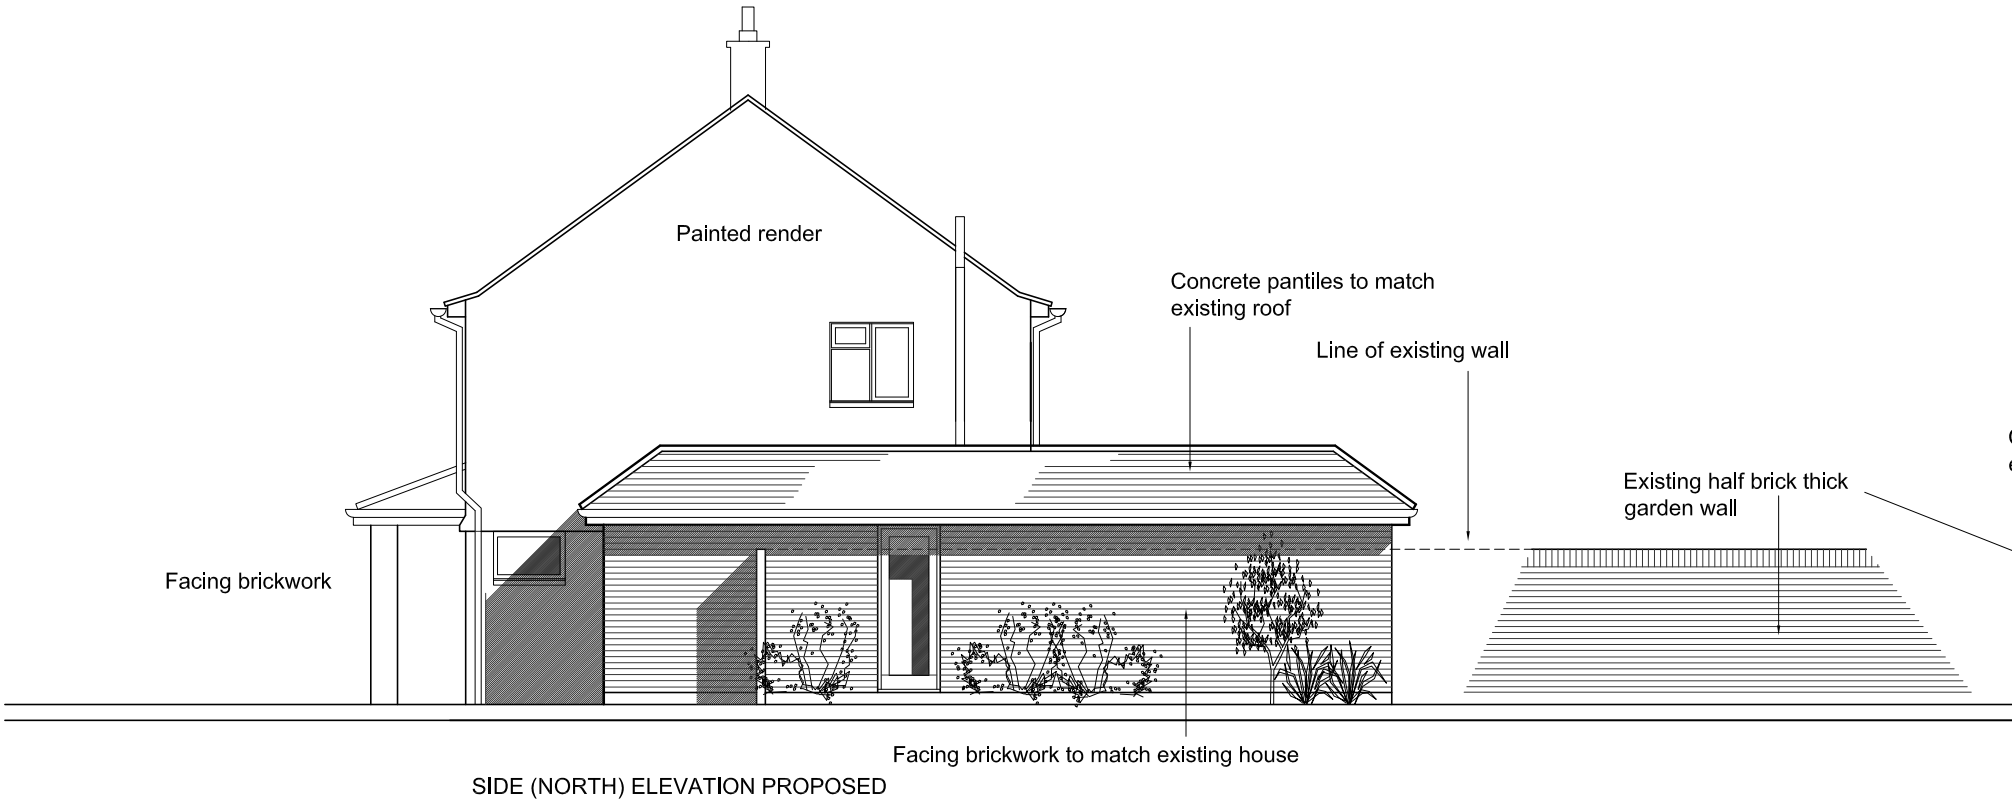 Painted render
Concrete pantiles to match
existing roof
Line of existing wall
Existing half brick thick
garden wall
Facing brickwork
Facing brickwork to match existing house
SIDE (NORTH) ELEVATION PROPOSED